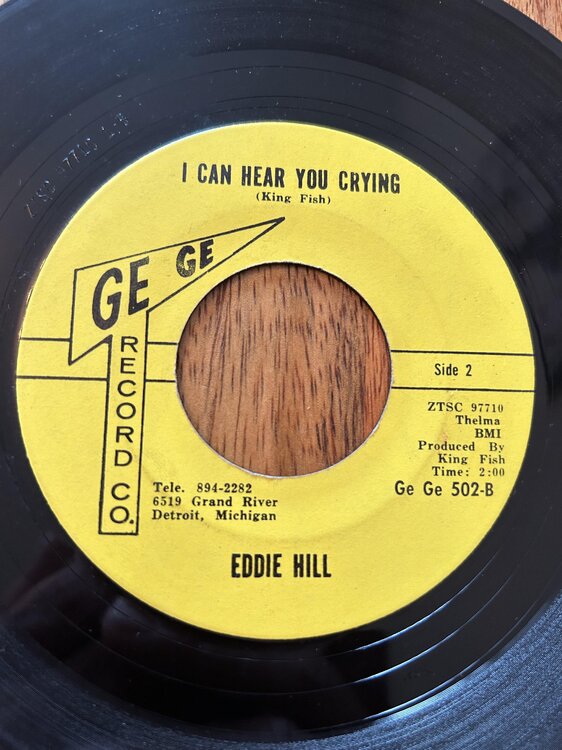 I CAN HEAR YOU CRYING
(King Fish)
GE GE
RECORD CO.
Side 2
ZTSC 97710
Thelma
BMI
Produced By
King Fish
Time: 2:00
Ge Ge 502-B
Tele. 894-2282
6519 Grand River
Detroit, Michigan
EDDIE HILL